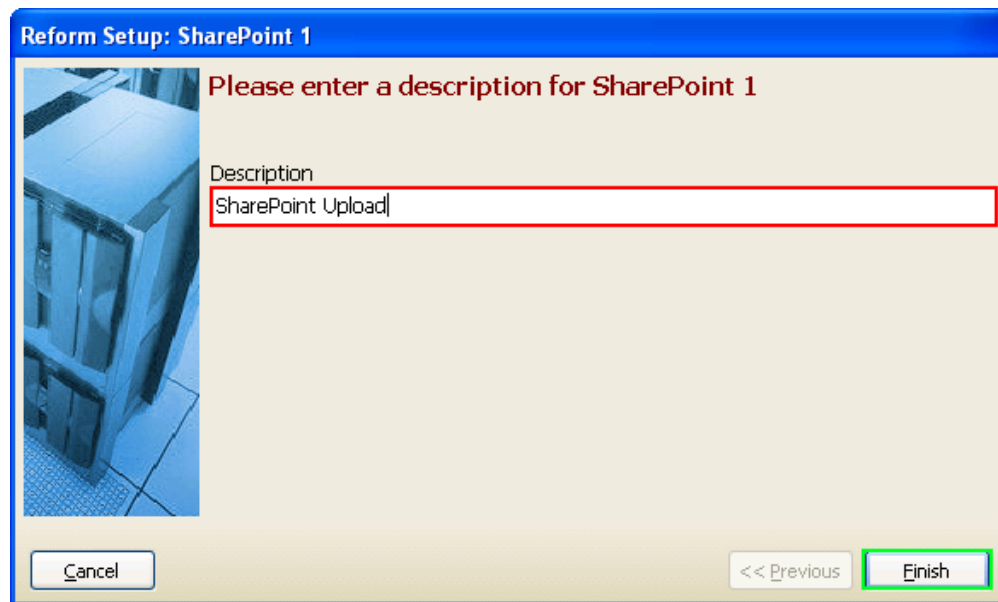 Reform Setup: SharePoint 1
Please enter a description for SharePoint 1
Description
SharePoint Upload
Cancel
<< Previous
Finish